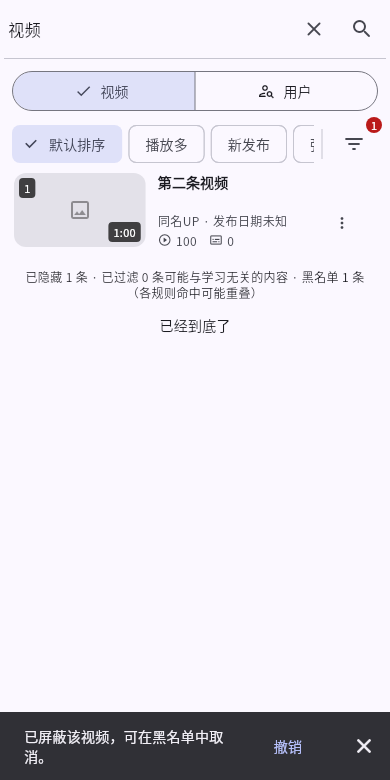 视频
视频
用户
默认排序
播放多
新发布
1
1
第二条视频
同名UP · 发布日期未知
1:00
100
0
已隐藏 1 条 · 已过滤 0 条可能与学习无关的内容 · 黑名单 1 条
（各规则命中可能重叠）
已经到底了
已屏蔽该视频，可在黑名单中取
消。
撤销